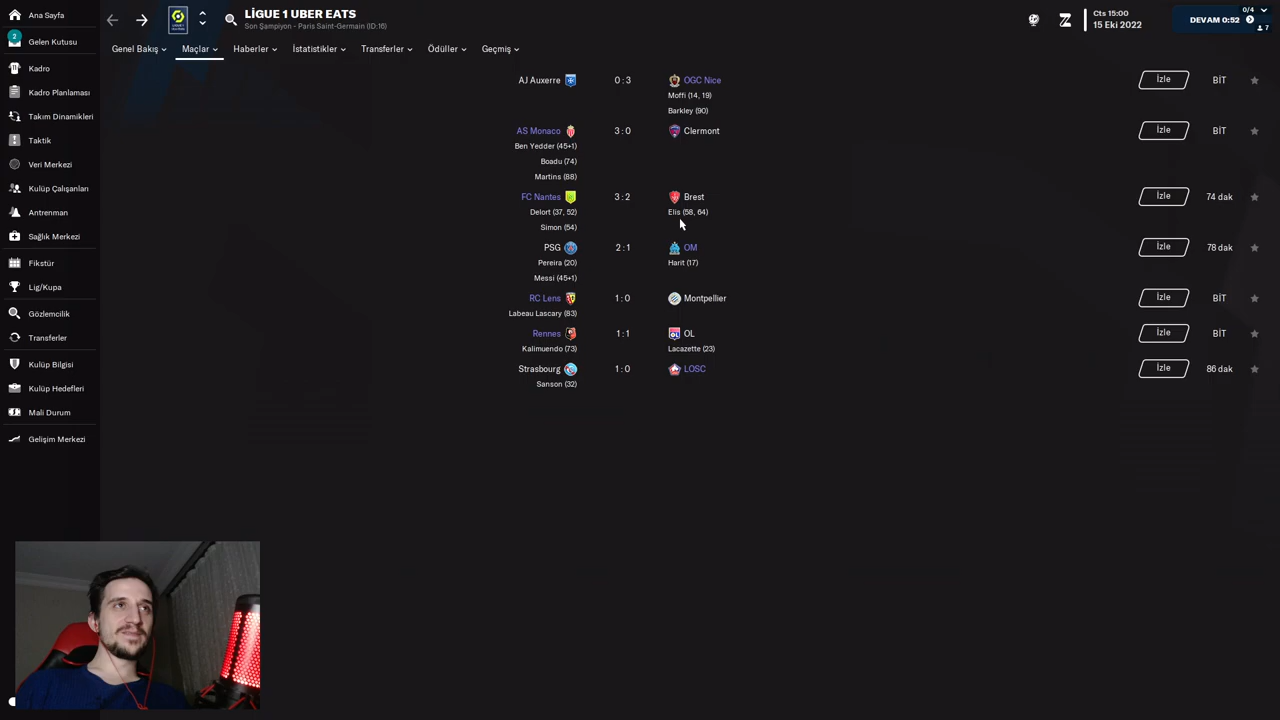 Ana Sayfa
2
Gelen Kutusu
Kadro
Kadro Planlaması
Takım Dinamikleri
Taktik
Veri Merkezi
Kulüp Çalışanları
Antrenman
Sağlık Merkezi
Fikstür
Lig/Kupa
Gözlemcilik
Transferler
Kulüp Bilgisi
Kulüp Hedefleri
Mali Durum
Gelişim Merkezi
LİGUE 1 UBER EATS
Son Şampiyon - Paris Saint-Germain (ID:16)
Cts 15:00
15 Eki 2022
0/4
DEVAM 0:52
7
Genel Bakış Maçlar Haberler İstatistikler Transferler Ödüller Geçmiş
AJ Auxerre 0 : 3 OGC Nice İzle BİT
Moffi (14, 19)
Barkley (90)
AS Monaco 3 : 0 Clermont İzle BİT
Ben Yedder (45+1)
Boadu (74)
Martins (88)
FC Nantes 3 : 2 Brest İzle 74 dak
Delort (37, 52) Elis (58, 64)
Simon (54)
PSG 2 : 1 OM İzle 78 dak
Pereira (20) Harit (17)
Messi (45+1)
RC Lens 1 : 0 Montpellier İzle BİT
Labeau Lascary (83)
Rennes 1 : 1 OL İzle BİT
Kalimuendo (73) Lacazette (23)
Strasbourg 1 : 0 LOSC İzle 86 dak
Sanson (32)